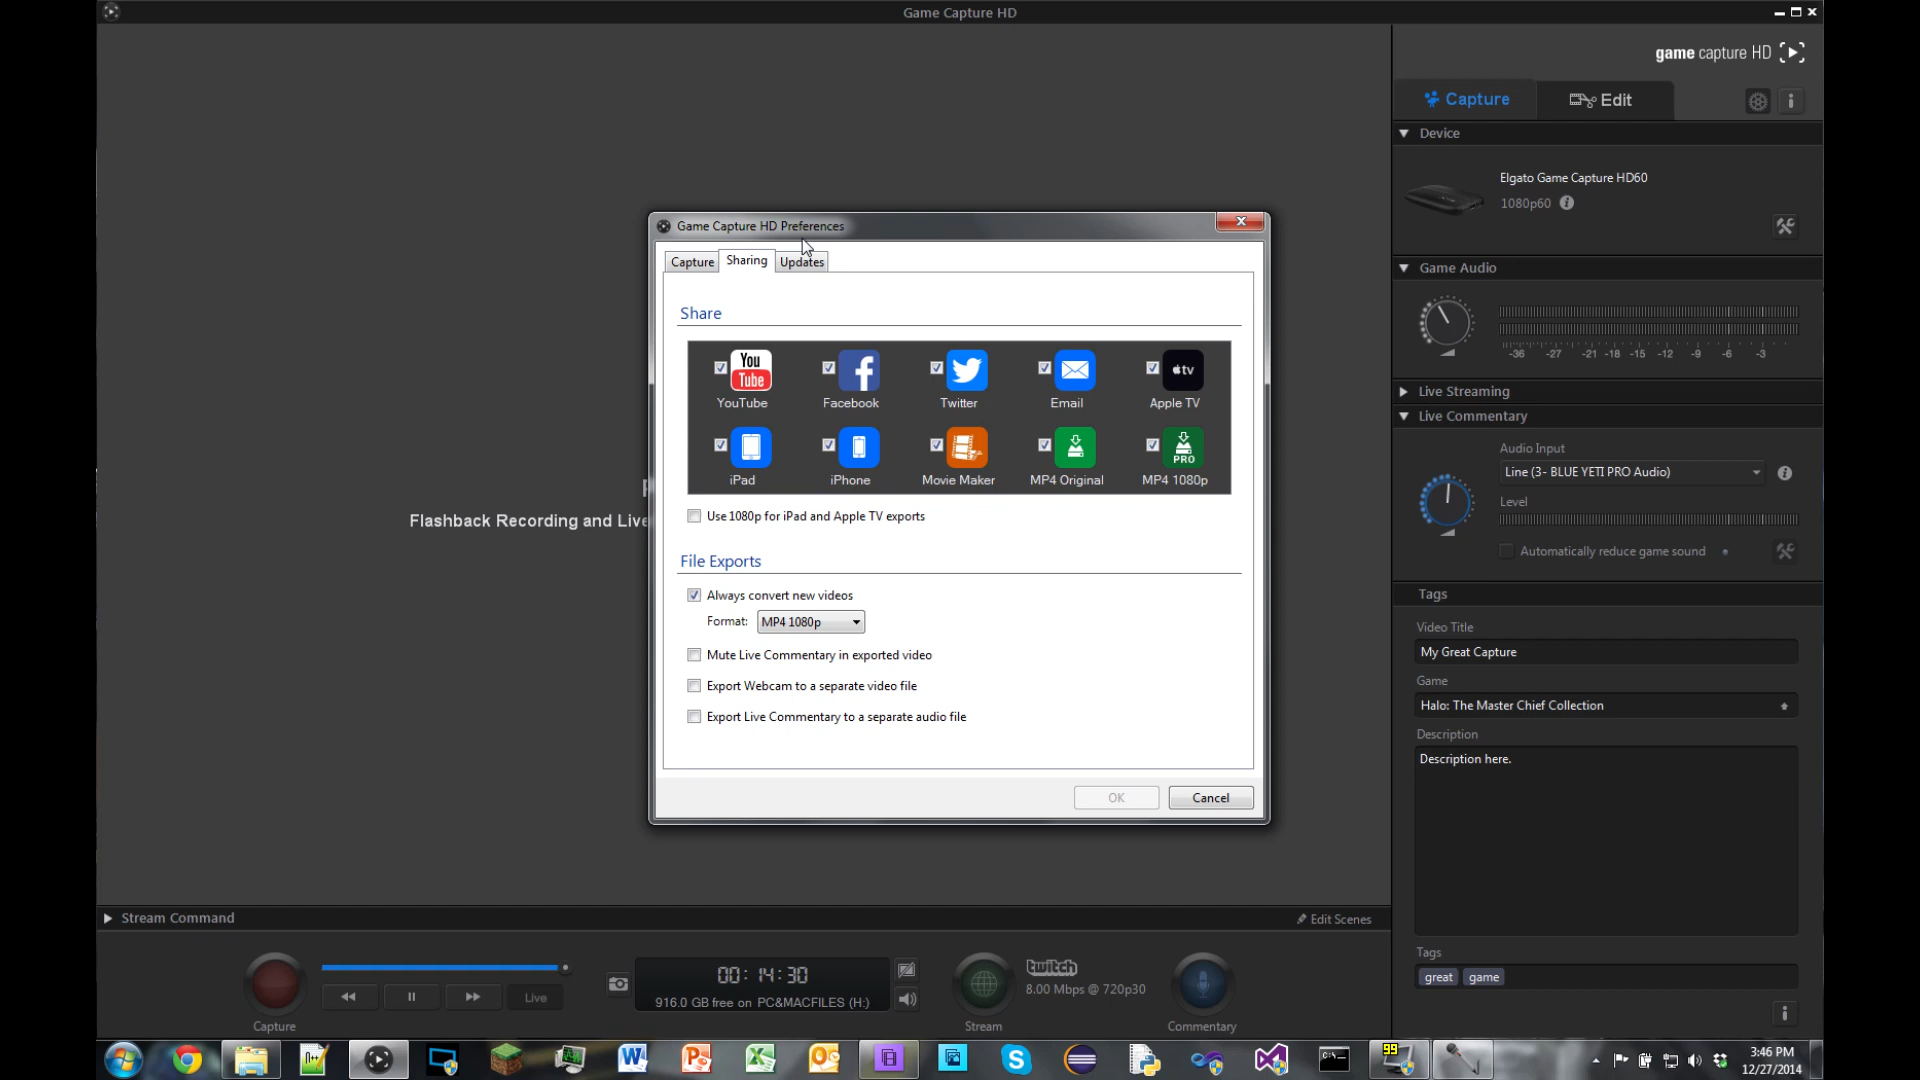 Game Capture HD
game capture HD
Capture
Edit
Device
Elgato Game Capture HD60
1080p60
Game Audio
-36 -27 -21 -18 -15 -12 -9 -6 -3
Live Streaming
Live Commentary
Audio Input
Line (3- BLUE YETI PRO Audio)
Level
Automatically reduce game sound
Tags
Video Title
My Great Capture
Game
Halo: The Master Chief Collection
Description
Description here.
Tags
great game
Flashback Recording and Live
Game Capture HD Preferences
Capture Sharing Updates
Share
You
Tube
tv
YouTube Facebook Twitter Email Apple TV
PRO
iPad iPhone Movie Maker MP4 Original MP4 1080p
Use 1080p for iPad and Apple TV exports
File Exports
Always convert new videos
Format: MP4 1080p
Mute Live Commentary in exported video
Export Webcam to a separate video file
Export Live Commentary to a separate audio file
OK Cancel
Stream Command
Edit Scenes
Capture
Live
00:14:30
916.0 GB free on PC&MACFILES (H:)
Stream
twitch
8.00 Mbps @ 720p30
Commentary
99
3:46 PM
12/27/2014